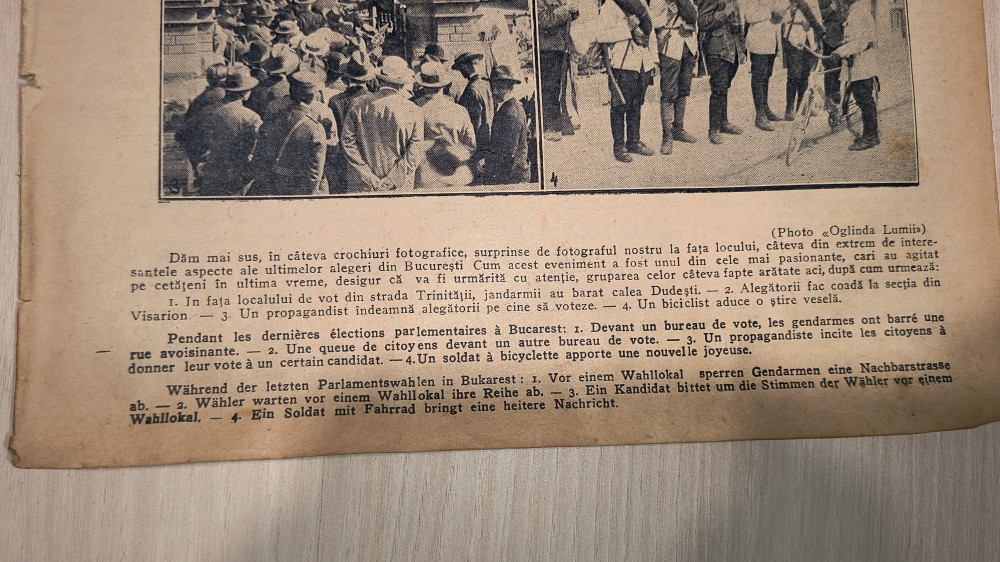 4
(Photo «Oglinda Lumii»)
Dăm mai sus, in câteva crochiuri fotografice, surprinse de fotograful nostru la fața locului, câteva din extrem de intere-
santele aspecte ale ultimelor alegeri din București Cum acest eveniment a fost unul din cele mai pasionante, cari au agitat
pe cetățeni în ultima vreme, desigur că va fi urmărită cu atenție, gruparea celor câteva fapte arătate aci, după cum urmează:
1. In fața localului de vot din strada Trinității, jandarmii au barat calea Dudești. — 2. Alegătorii fac coadă la secția din
Visarion. — 3. Un propagandist îndeamnă alegătorii pe cine să voteze. — 4. Un biciclist aduce o știre veselă.
Pendant les dernières élections parlementaires à Bucarest: 1. Devant un bureau de vote, les gendarmes ont barré une
rue avoisinante. — 2. Une queue de citoyens devant un autre bureau de vote. — 3. Un propagandiste incite les citoyens à
donner leur vote à un certain candidat. — 4. Un soldat à bicyclette apporte une nouvelle joyeuse.
Während der letzten Parlamentswahlen in Bukarest: 1. Vor einem Wahllokal sperren Gendarmen eine Nachbarstrasse
ab. — 2. Wähler warten vor einem Wahllokal ihre Reihe ab. — 3. Ein Kandidat bittet um die Stimmen der Wähler vor einem
Wahllokal. — 4. Ein Soldat mit Fahrrad bringt eine heitere Nachricht.